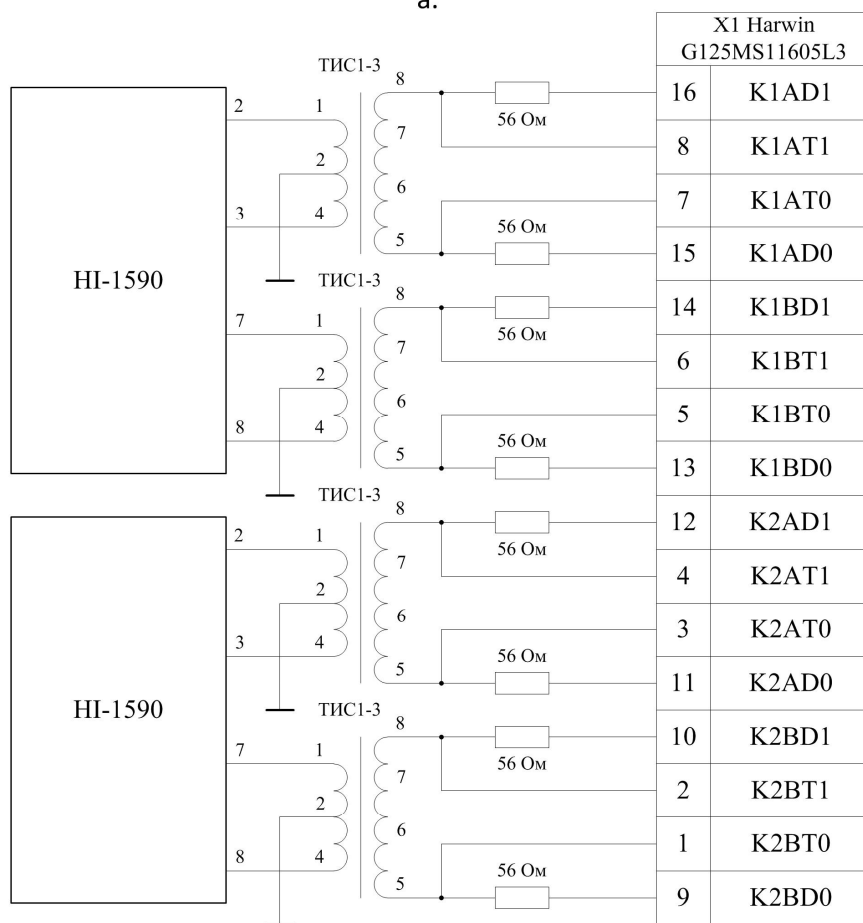 а.
X1 Harwin
G125MS11605L3
ТИС1-3
8
16 K1AD1
2 1
56 Ом
7
8 K1AT1
2
6
7 K1AT0
3 4
56 Ом
5
15 K1AD0
HI-1590
ТИС1-3
8
14 K1BD1
7 1
56 Ом
7
6 K1BT1
2
6
5 K1BT0
8 4
56 Ом
5
13 K1BD0
ТИС1-3
8
12 K2AD1
2 1
56 Ом
7
4 K2AT1
2
6
3 K2AT0
3 4
56 Ом
5
11 K2AD0
HI-1590
ТИС1-3
8
10 K2BD1
7 1
56 Ом
7
2 K2BT1
2
6
1 K2BT0
8 4
56 Ом
5
9 K2BD0